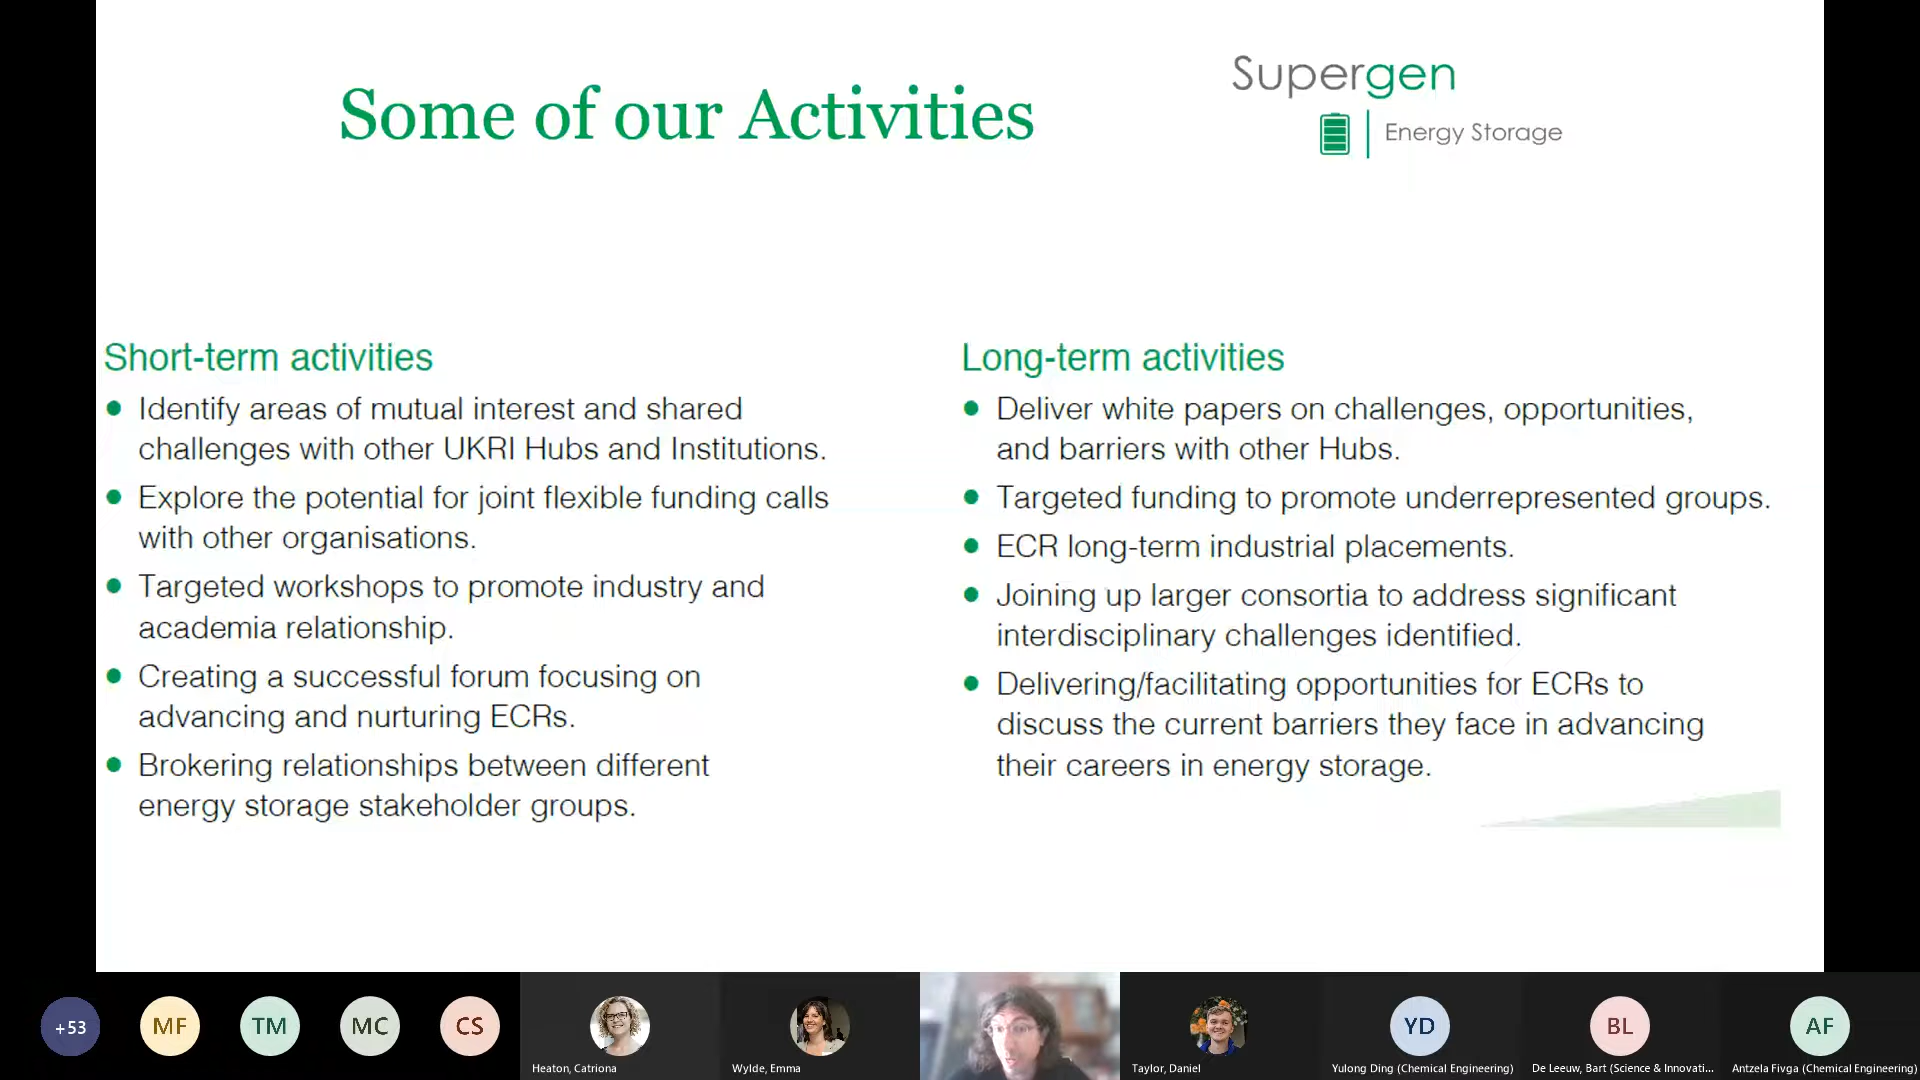 Some of our Activities
Supergen
Energy Storage
Short-term activities
Identify areas of mutual interest and shared
challenges with other UKRI Hubs and Institutions.
Explore the potential for joint flexible funding calls
with other organisations.
Targeted workshops to promote industry and
academia relationship.
Creating a successful forum focusing on
advancing and nurturing ECRs.
Brokering relationships between different
energy storage stakeholder groups.
Long-term activities
Deliver white papers on challenges, opportunities,
and barriers with other Hubs.
Targeted funding to promote underrepresented groups.
ECR long-term industrial placements.
Joining up larger consortia to address significant
interdisciplinary challenges identified.
Delivering/facilitating opportunities for ECRs to
discuss the current barriers they face in advancing
their careers in energy storage.
+53
MF
TM
MC
CS
Heaton, Catriona
Wylde, Emma
Taylor, Daniel
YD
Yulong Ding (Chemical Engineering)
BL
De Leeuw, Bart (Science & Innovati...
AF
Antzela Fivga (Chemical Engineering)